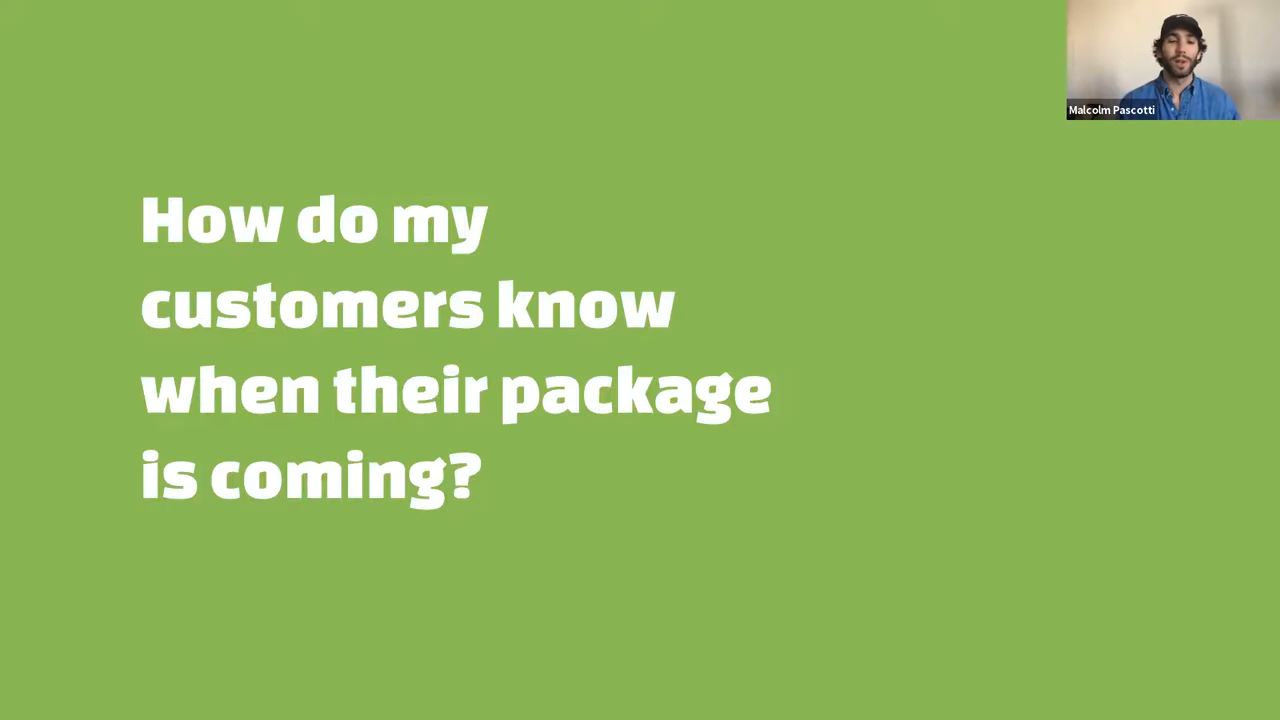 Malcolm Pascotti
How do my
customers know
when their package
is coming?